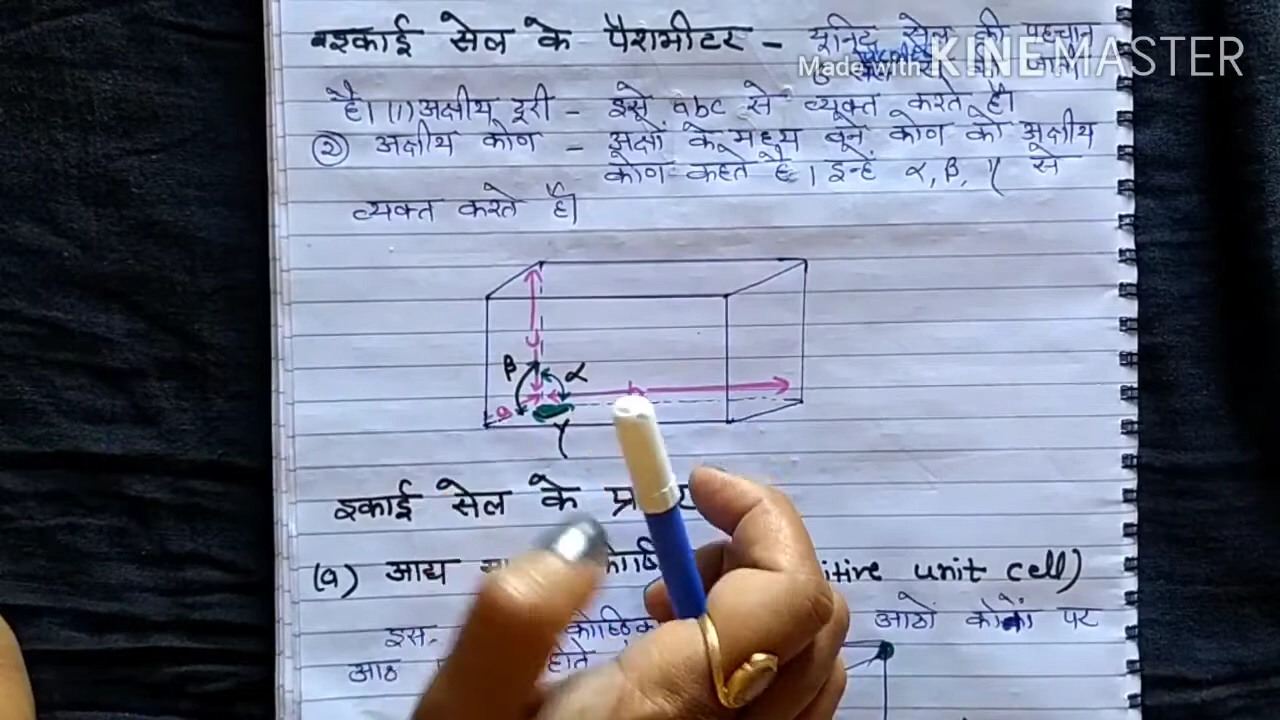 इकाई सेल के पैरामीटर - यूनिट सेल की पहचान
Made with KINEMASTER
है। (1) अक्षीय दूरी - इसे abc से व्यक्त करते है।
② अक्षीय कोण - अक्षों के मध्य बने कोण को अक्षीय
कोण कहते है। इन्हे α, β, γ से
व्यक्त करते है।
β α
a b
γ
इकाई सेल के
(a) आद्य unit cell)
इस आठों कोनों पर
आठ होते